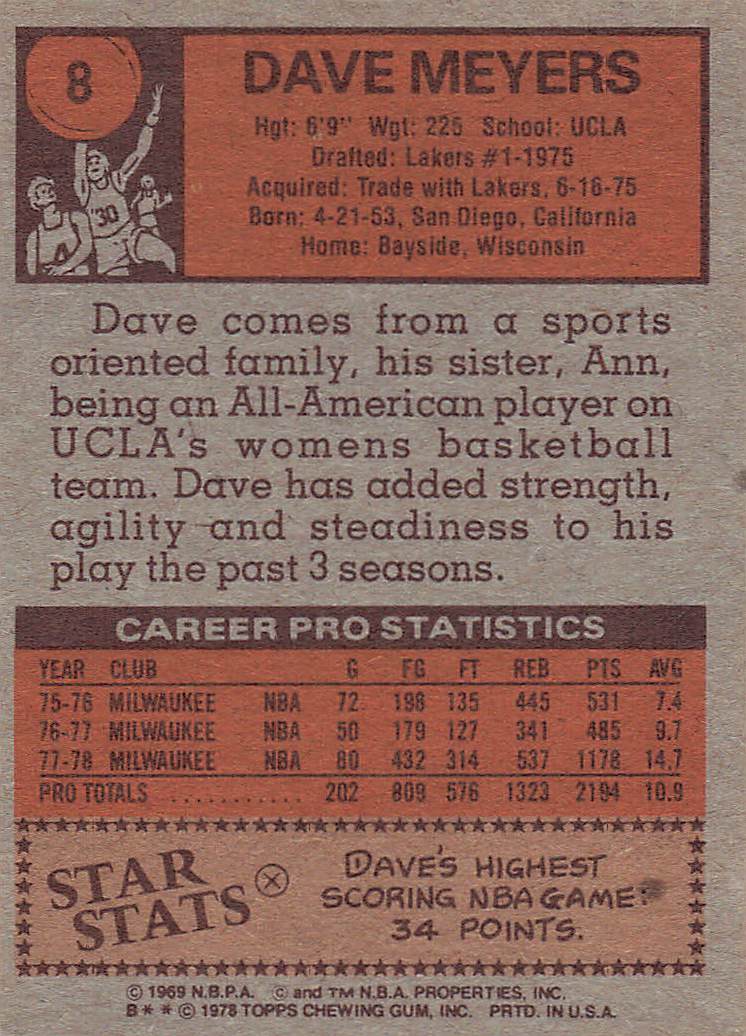 8
DAVE MEYERS
Hgt: 6'9" Wgt: 225 School: UCLA
Drafted: Lakers #1-1975
Acquired: Trade with Lakers, 6-16-75
Born: 4-21-53, San Diego, California
Home: Bayside, Wisconsin
30
Dave comes from a sports
oriented family, his sister, Ann,
being an All-American player on
UCLA's womens basketball
team. Dave has added strength,
agility and steadiness to his
play the past 3 seasons.
CAREER PRO STATISTICS
YEAR CLUB G FG FT REB PTS AVG
75-76 MILWAUKEE NBA 72 198 135 445 531 7.4
76-77 MILWAUKEE NBA 50 179 127 341 485 9.7
77-78 MILWAUKEE NBA 80 432 314 537 1178 14.7
PRO TOTALS ........... 202 809 576 1323 2194 10.9
STAR
STATS
DAVE'S HIGHEST
SCORING NBA GAME:
34 POINTS.
© 1969 N.B.P.A. © and TM N.B.A. PROPERTIES, INC.
B* * © 1978 TOPPS CHEWING GUM, INC. PRTD. IN U.S.A.